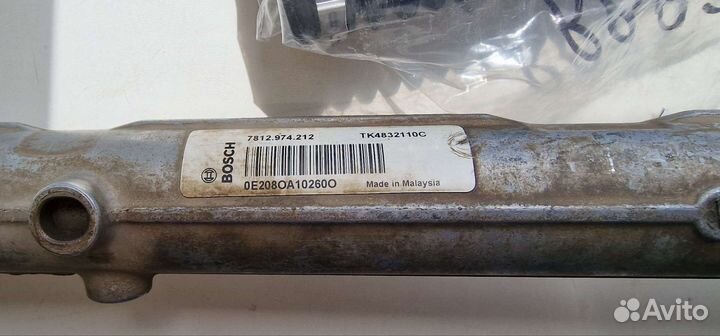 7812.974.212 TK4832110C
BOSCH
0E208OA10260O Made in Malaysia
Avito